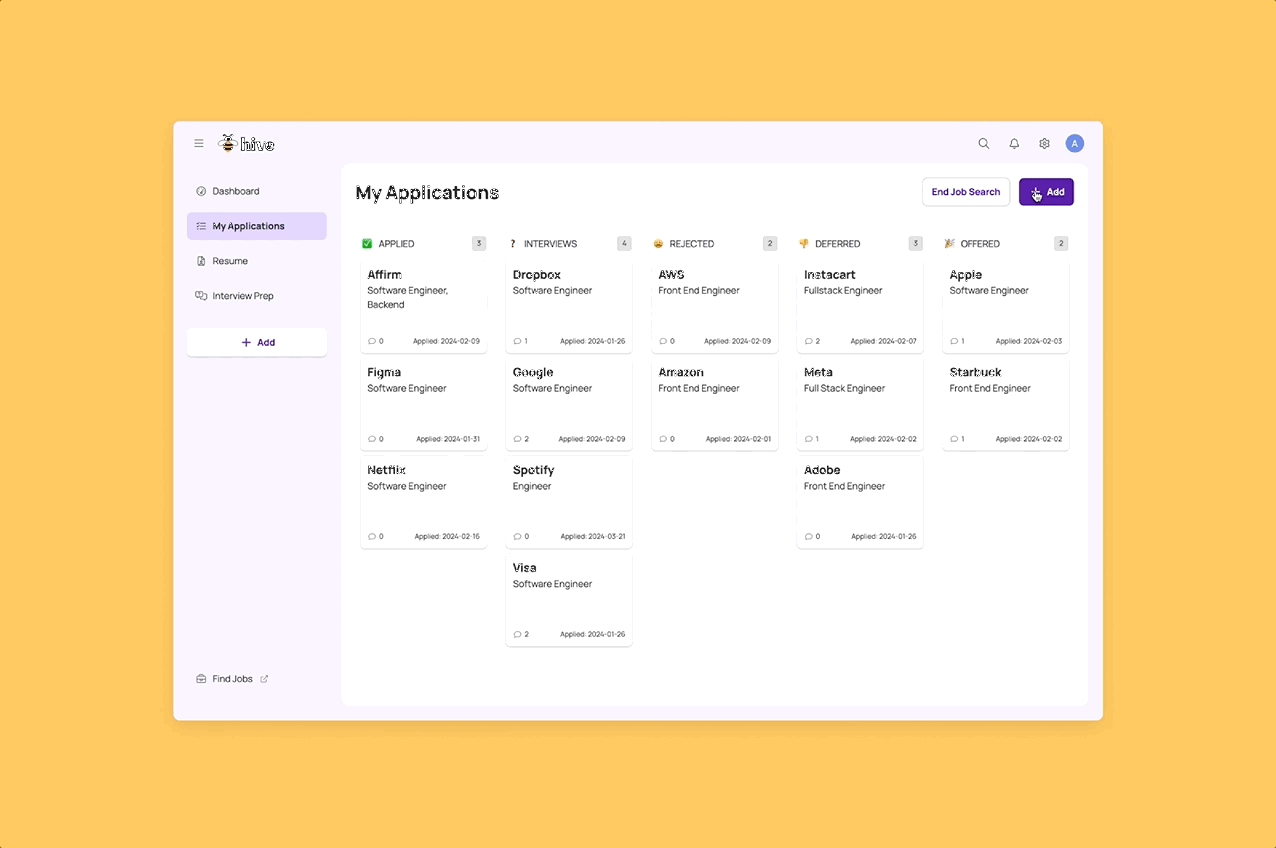 hive
A
Dashboard
My Applications
Resume
Interview Prep
Add
Find Jobs
My Applications
End Job Search
Add
APPLIED 3
Affirm
Software Engineer,
Backend
0 Applied: 2024-02-09
Figma
Software Engineer
0 Applied: 2024-01-31
Netflix
Software Engineer
0 Applied: 2024-02-16
INTERVIEWS 4
Dropbox
Software Engineer
1 Applied: 2024-01-26
Google
Software Engineer
2 Applied: 2024-02-09
Spotify
Engineer
0 Applied: 2024-03-21
Visa
Software Engineer
2 Applied: 2024-01-26
REJECTED 2
AWS
Front End Engineer
0 Applied: 2024-02-09
Amazon
Front End Engineer
0 Applied: 2024-02-01
DEFERRED 3
Instacart
Fullstack Engineer
2 Applied: 2024-02-07
Meta
Full Stack Engineer
1 Applied: 2024-02-02
Adobe
Front End Engineer
0 Applied: 2024-01-26
OFFERED 2
Apple
Software Engineer
1 Applied: 2024-02-03
Starbuck
Front End Engineer
1 Applied: 2024-02-02